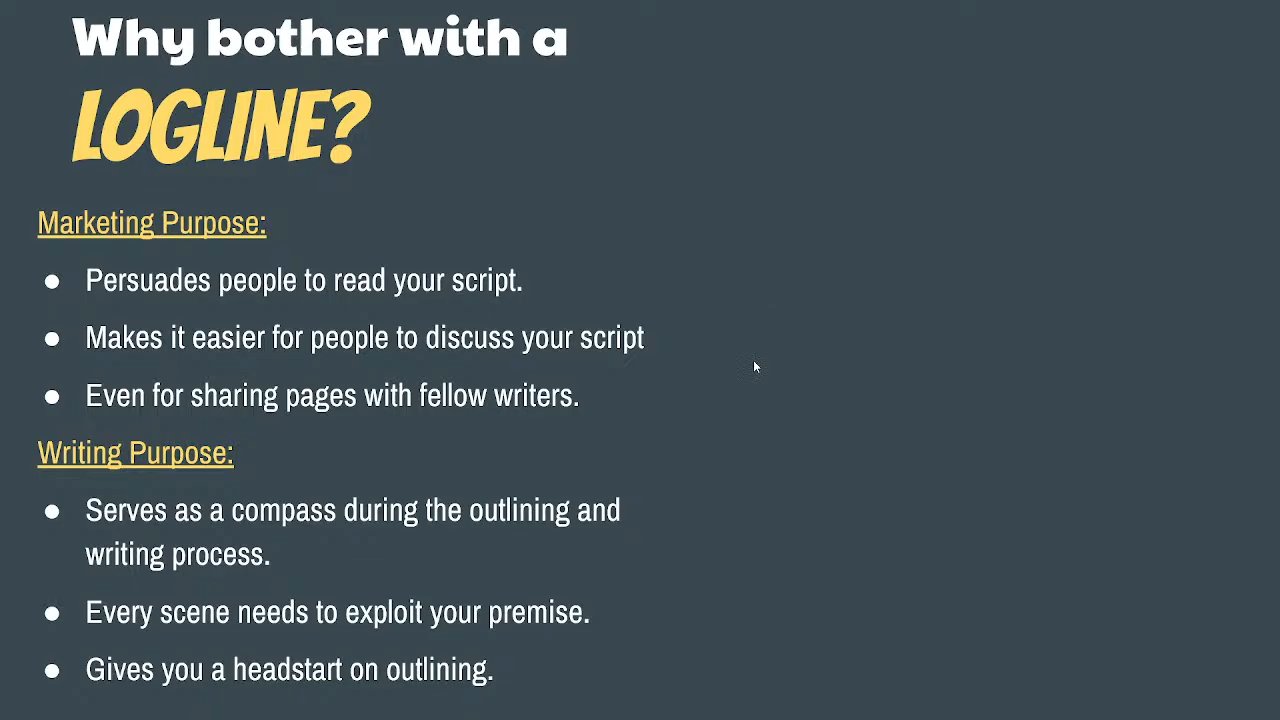 Why bother with a
LOGLINE?
Marketing Purpose:
● Persuades people to read your script.
● Makes it easier for people to discuss your script
● Even for sharing pages with fellow writers.
Writing Purpose:
● Serves as a compass during the outlining and
writing process.
● Every scene needs to exploit your premise.
● Gives you a headstart on outlining.